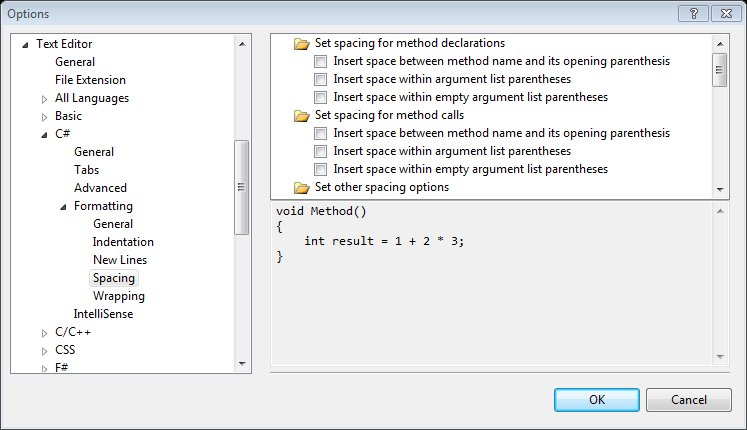 Options
Text Editor
General
File Extension
All Languages
Basic
C#
General
Tabs
Advanced
Formatting
General
Indentation
New Lines
Spacing
Wrapping
IntelliSense
C/C++
CSS
F#
Set spacing for method declarations
Insert space between method name and its opening parenthesis
Insert space within argument list parentheses
Insert space within empty argument list parentheses
Set spacing for method calls
Insert space between method name and its opening parenthesis
Insert space within argument list parentheses
Insert space within empty argument list parentheses
Set other spacing options
void Method()
{
    int result = 1 + 2 * 3;
}
OK
Cancel